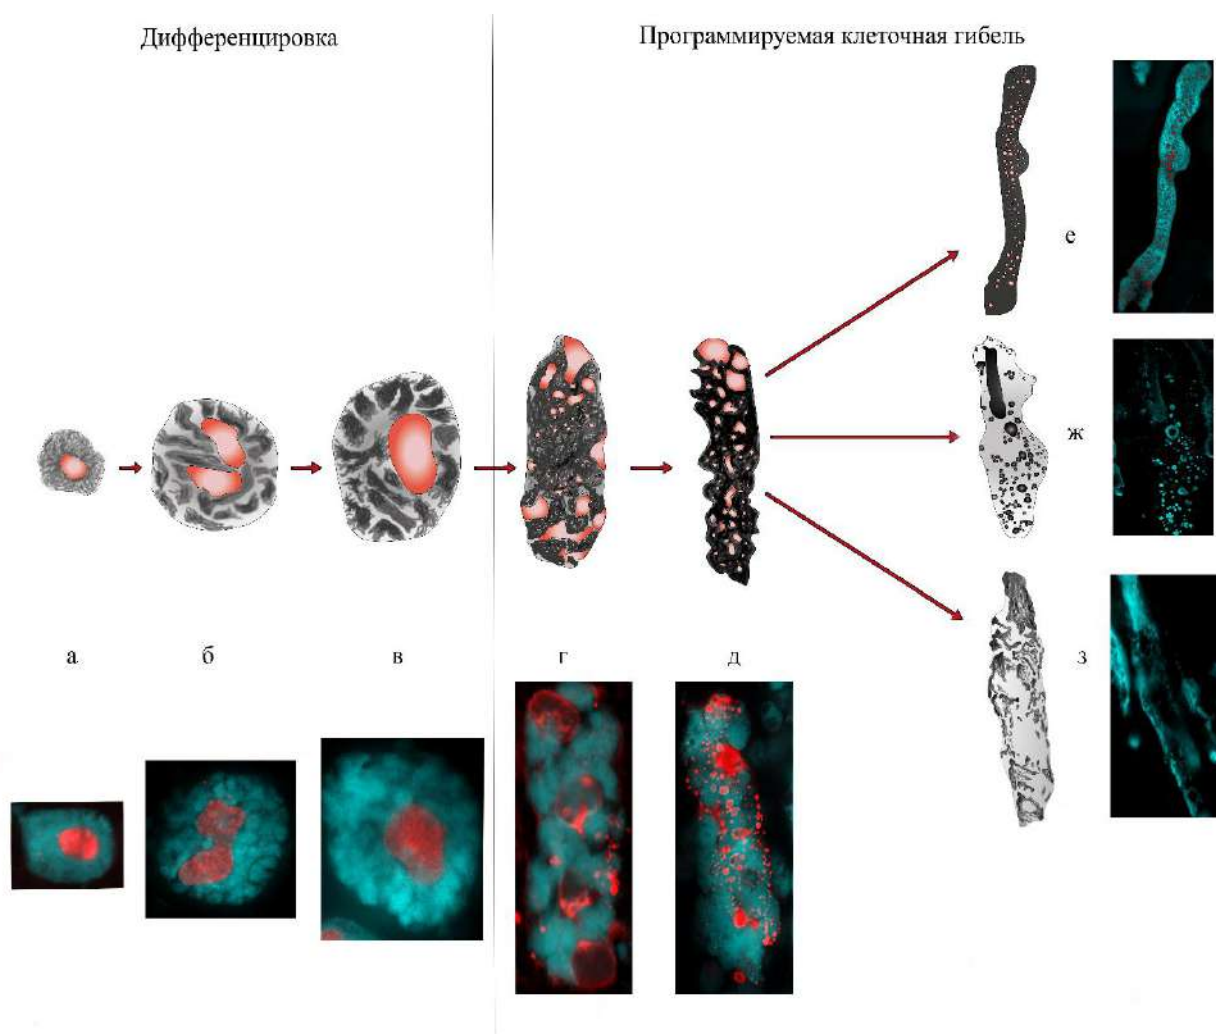 Дифференцировка
Программируемая клеточная гибель
е
ж
з
а
б
в
г
д